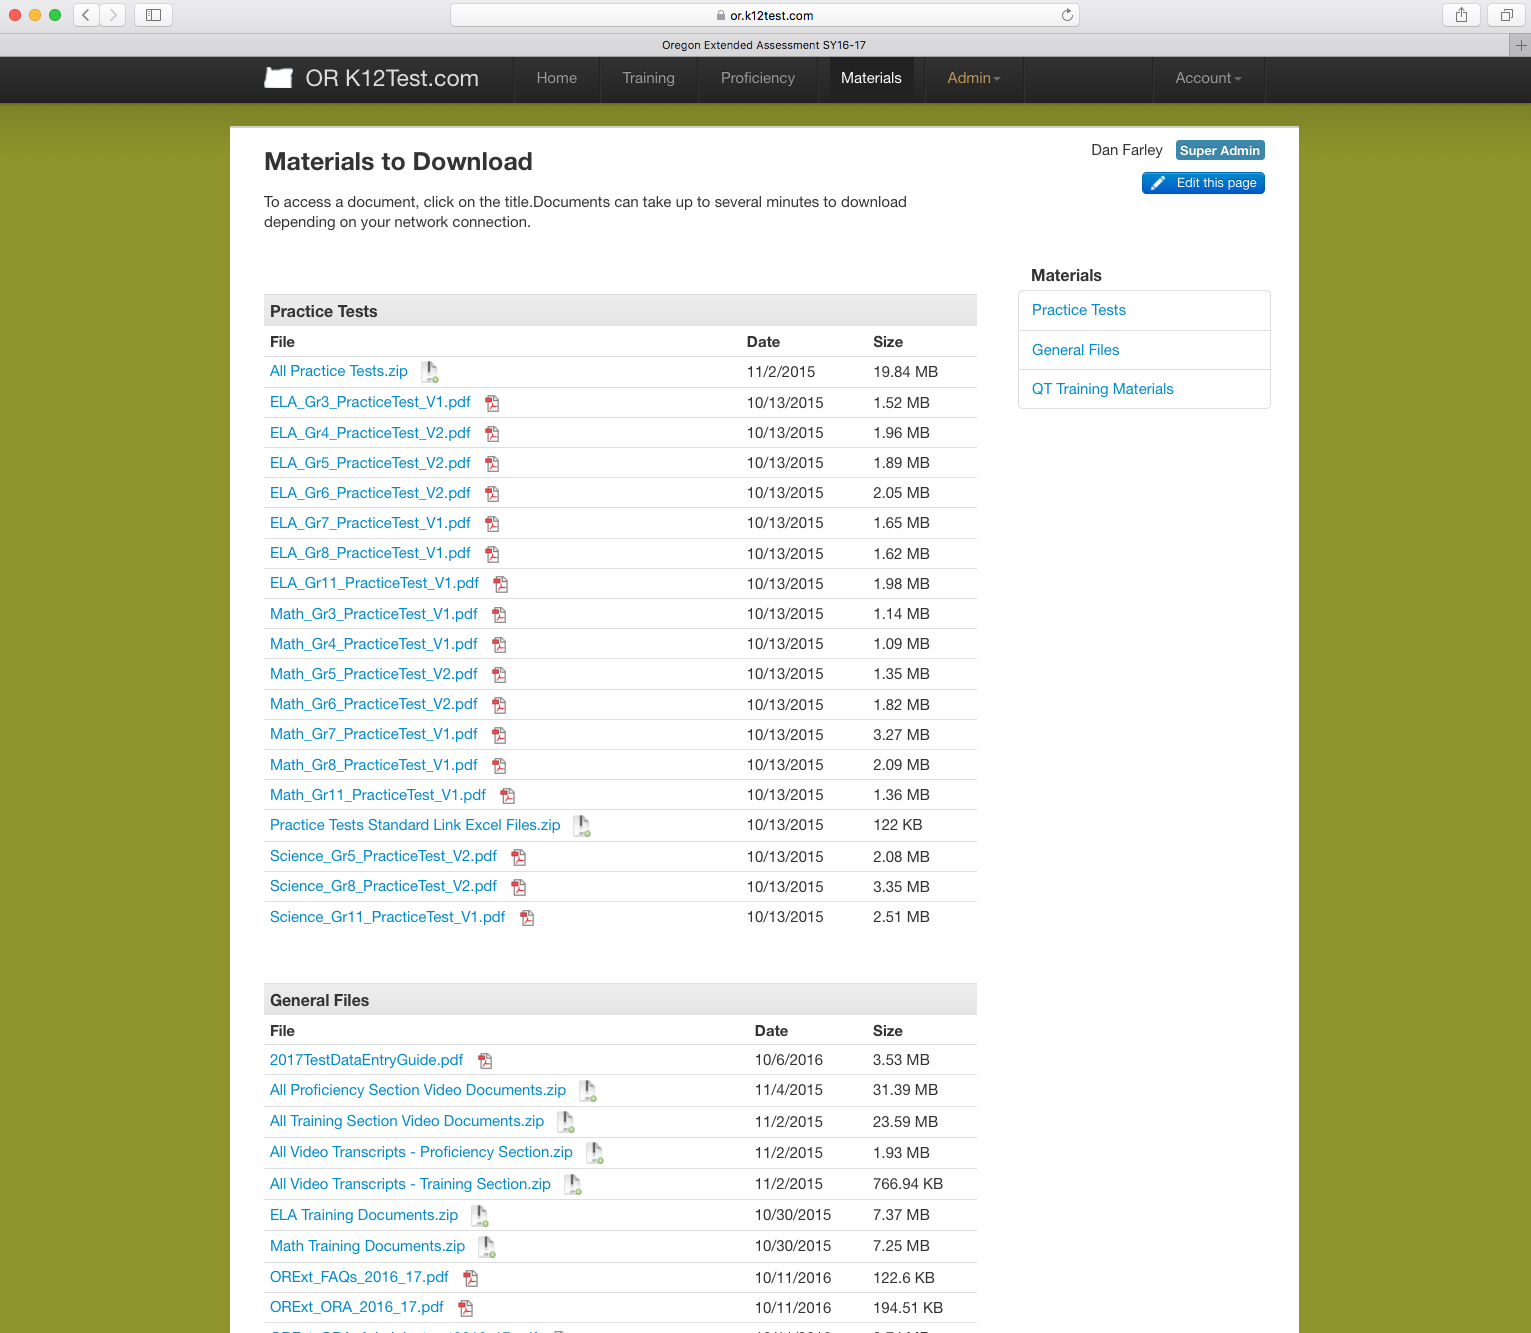 or.k12test.com
Oregon Extended Assessment SY16-17
OR K12Test.com Home Training Proficiency Materials Admin Account
Materials to Download
Dan Farley Super Admin
Edit this page
To access a document, click on the title.Documents can take up to several minutes to download
depending on your network connection.
Materials
Practice Tests
General Files
QT Training Materials
Practice Tests
File Date Size
All Practice Tests.zip 11/2/2015 19.84 MB
ELA_Gr3_PracticeTest_V1.pdf 10/13/2015 1.52 MB
ELA_Gr4_PracticeTest_V2.pdf 10/13/2015 1.96 MB
ELA_Gr5_PracticeTest_V2.pdf 10/13/2015 1.89 MB
ELA_Gr6_PracticeTest_V2.pdf 10/13/2015 2.05 MB
ELA_Gr7_PracticeTest_V1.pdf 10/13/2015 1.65 MB
ELA_Gr8_PracticeTest_V1.pdf 10/13/2015 1.62 MB
ELA_Gr11_PracticeTest_V1.pdf 10/13/2015 1.98 MB
Math_Gr3_PracticeTest_V1.pdf 10/13/2015 1.14 MB
Math_Gr4_PracticeTest_V1.pdf 10/13/2015 1.09 MB
Math_Gr5_PracticeTest_V2.pdf 10/13/2015 1.35 MB
Math_Gr6_PracticeTest_V2.pdf 10/13/2015 1.82 MB
Math_Gr7_PracticeTest_V1.pdf 10/13/2015 3.27 MB
Math_Gr8_PracticeTest_V1.pdf 10/13/2015 2.09 MB
Math_Gr11_PracticeTest_V1.pdf 10/13/2015 1.36 MB
Practice Tests Standard Link Excel Files.zip 10/13/2015 122 KB
Science_Gr5_PracticeTest_V2.pdf 10/13/2015 2.08 MB
Science_Gr8_PracticeTest_V2.pdf 10/13/2015 3.35 MB
Science_Gr11_PracticeTest_V1.pdf 10/13/2015 2.51 MB
General Files
File Date Size
2017TestDataEntryGuide.pdf 10/6/2016 3.53 MB
All Proficiency Section Video Documents.zip 11/4/2015 31.39 MB
All Training Section Video Documents.zip 11/2/2015 23.59 MB
All Video Transcripts - Proficiency Section.zip 11/2/2015 1.93 MB
All Video Transcripts - Training Section.zip 11/2/2015 766.94 KB
ELA Training Documents.zip 10/30/2015 7.37 MB
Math Training Documents.zip 10/30/2015 7.25 MB
ORExt_FAQs_2016_17.pdf 10/11/2016 122.6 KB
ORExt_ORA_2016_17.pdf 10/11/2016 194.51 KB